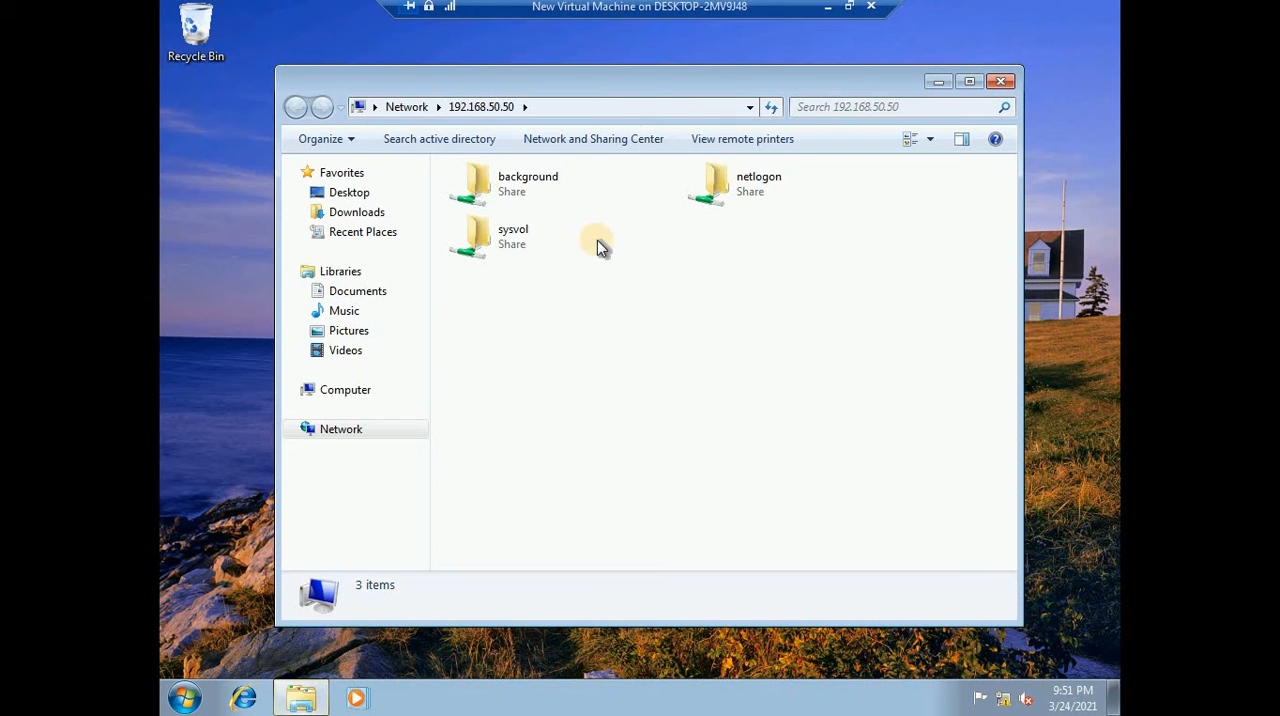 New Virtual Machine on DESKTOP-2MV9J48
Recycle Bin
Network
192.168.50.50
Search 192.168.50.50
Organize
Search active directory
Network and Sharing Center
View remote printers
Favorites
Desktop
Downloads
Recent Places
Libraries
Documents
Music
Pictures
Videos
Computer
Network
background
Share
netlogon
Share
sysvol
Share
3 items
9:51 PM
3/24/2021